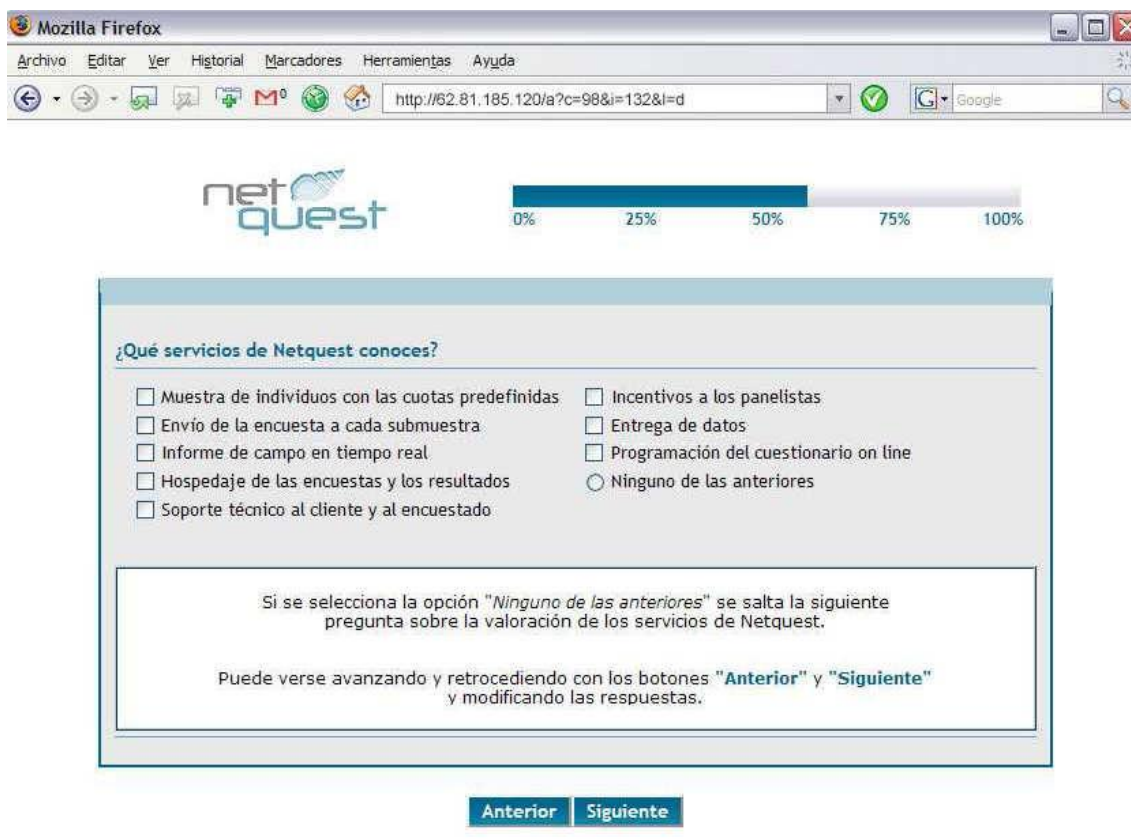 Mozilla Firefox
Archivo Editar Ver Historial Marcadores Herramientas Ayuda
http://62.81.185.120/a?c=98&i=132&l=d
G Google
net
quest
0% 25% 50% 75% 100%
¿Qué servicios de Netquest conoces?
Muestra de individuos con las cuotas predefinidas
Envío de la encuesta a cada submuestra
Informe de campo en tiempo real
Hospedaje de las encuestas y los resultados
Soporte técnico al cliente y al encuestado
Incentivos a los panelistas
Entrega de datos
Programación del cuestionario on line
Ninguno de las anteriores
Si se selecciona la opción "Ninguno de las anteriores" se salta la siguiente
pregunta sobre la valoración de los servicios de Netquest.
Puede verse avanzando y retrocediendo con los botones "Anterior" y "Siguiente"
y modificando las respuestas.
Anterior Siguiente